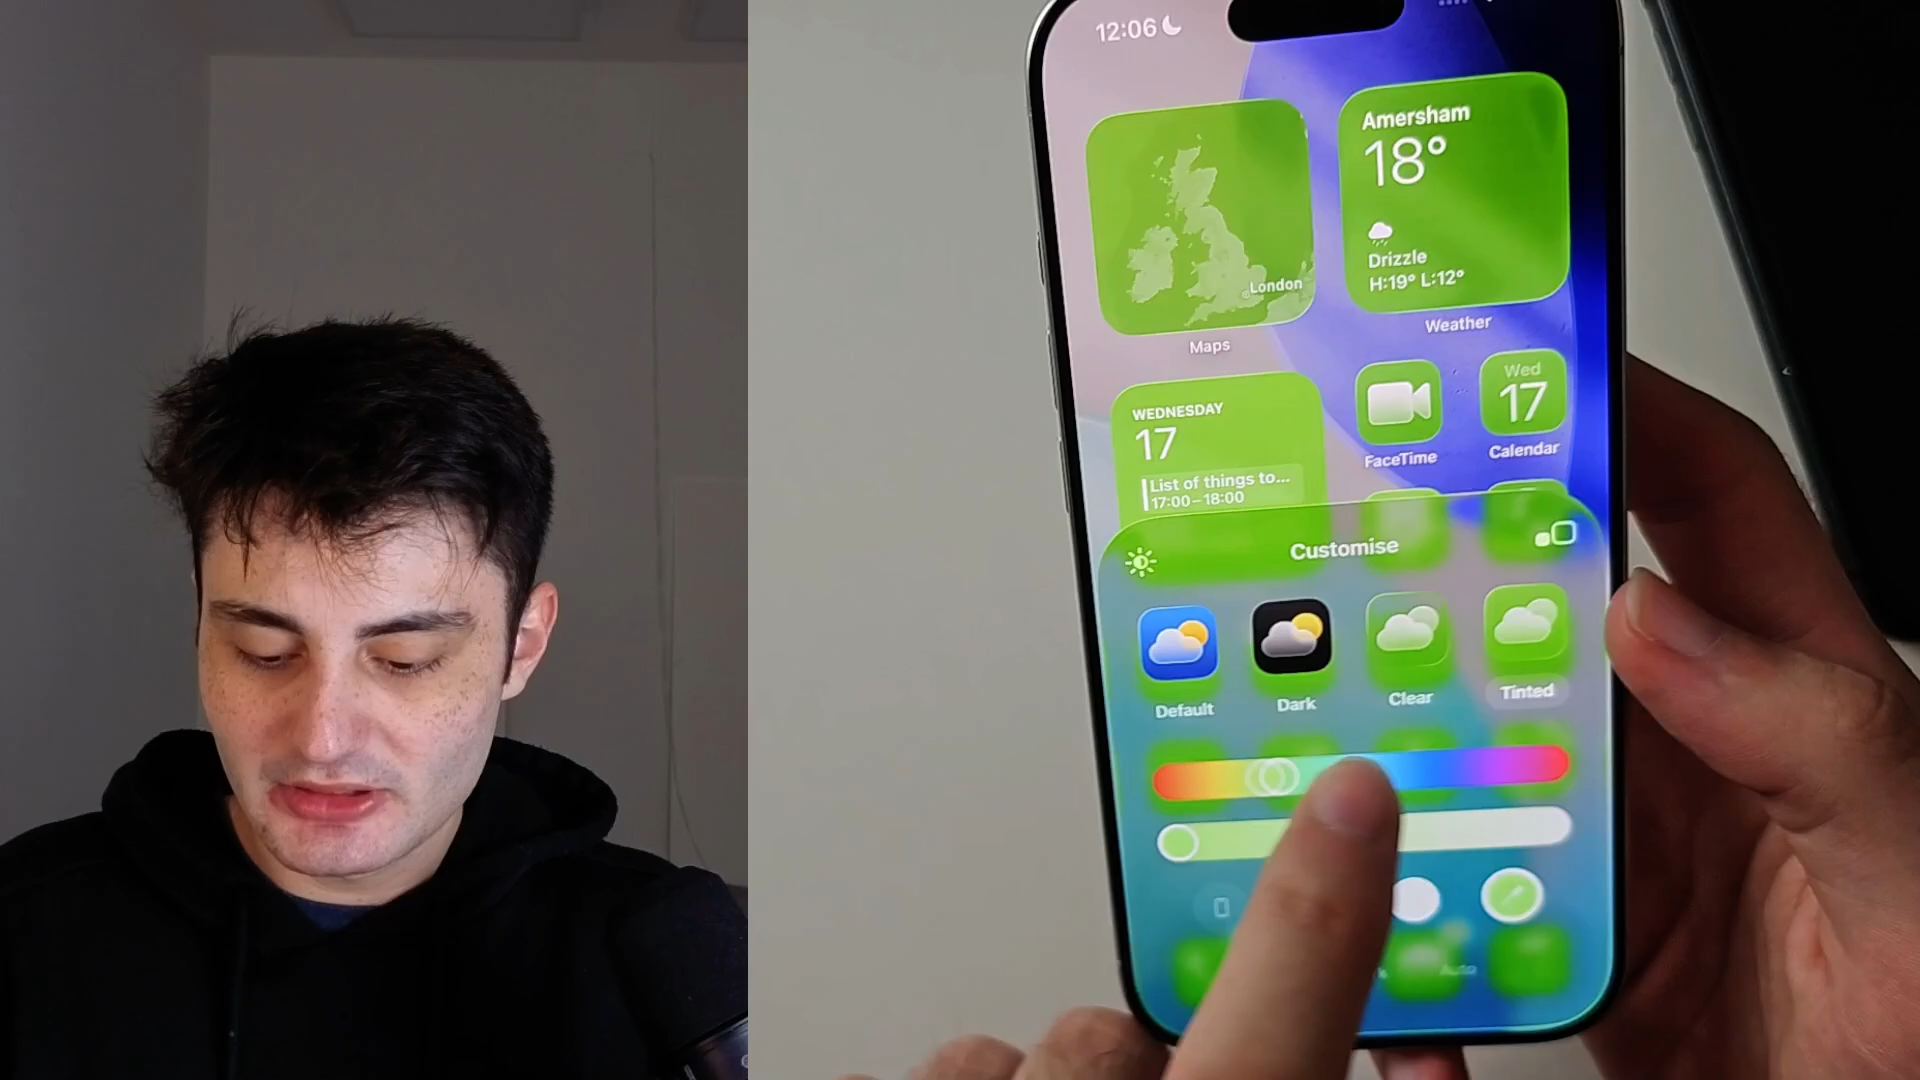 12:06
Amersham
18°
Drizzle
H:19° L:12°
London
Maps
Weather
WEDNESDAY
17
List of things to...
17:00–18:00
FaceTime
Wed
17
Calendar
Customise
Default
Dark
Clear
Tinted
Auto